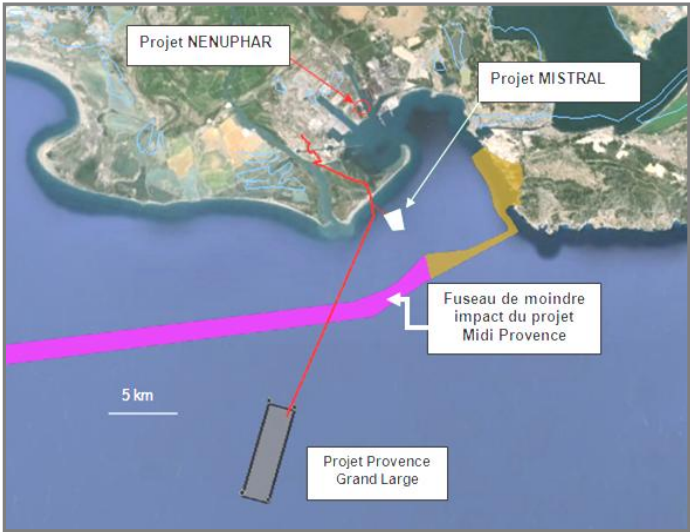 Projet NENUPHAR
Projet MISTRAL
Fuseau de moindre
impact du projet
Midi Provence
5 km
Projet Provence
Grand Large